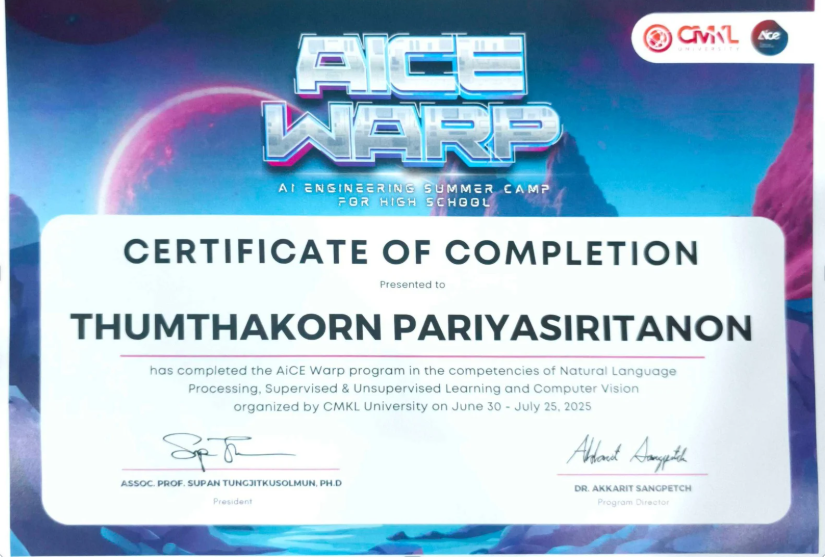 CMKL
UNIVERSITY
AiCE
AICE
WARP
AI ENGINEERING SUMMER CAMP
FOR HIGH SCHOOL
CERTIFICATE OF COMPLETION
Presented to
THUMTHAKORN PARIYASIRITANON
has completed the AiCE Warp program in the competencies of Natural Language
Processing, Supervised & Unsupervised Learning and Computer Vision
organized by CMKL University on June 30 - July 25, 2025
ASSOC. PROF. SUPAN TUNGJITKUSOLMUN, PH.D
President
Akkarit Sangpetch
DR. AKKARIT SANGPETCH
Program Director